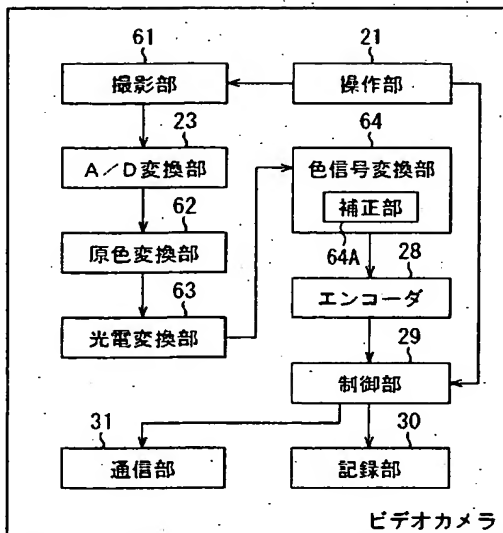 61
撮影部
21
操作部
23
A/D変換部
64
色信号変換部
補正部
64A
62
原色変換部
28
エンコーダ
63
光電変換部
29
制御部
31
通信部
30
記録部
ビデオカメラ